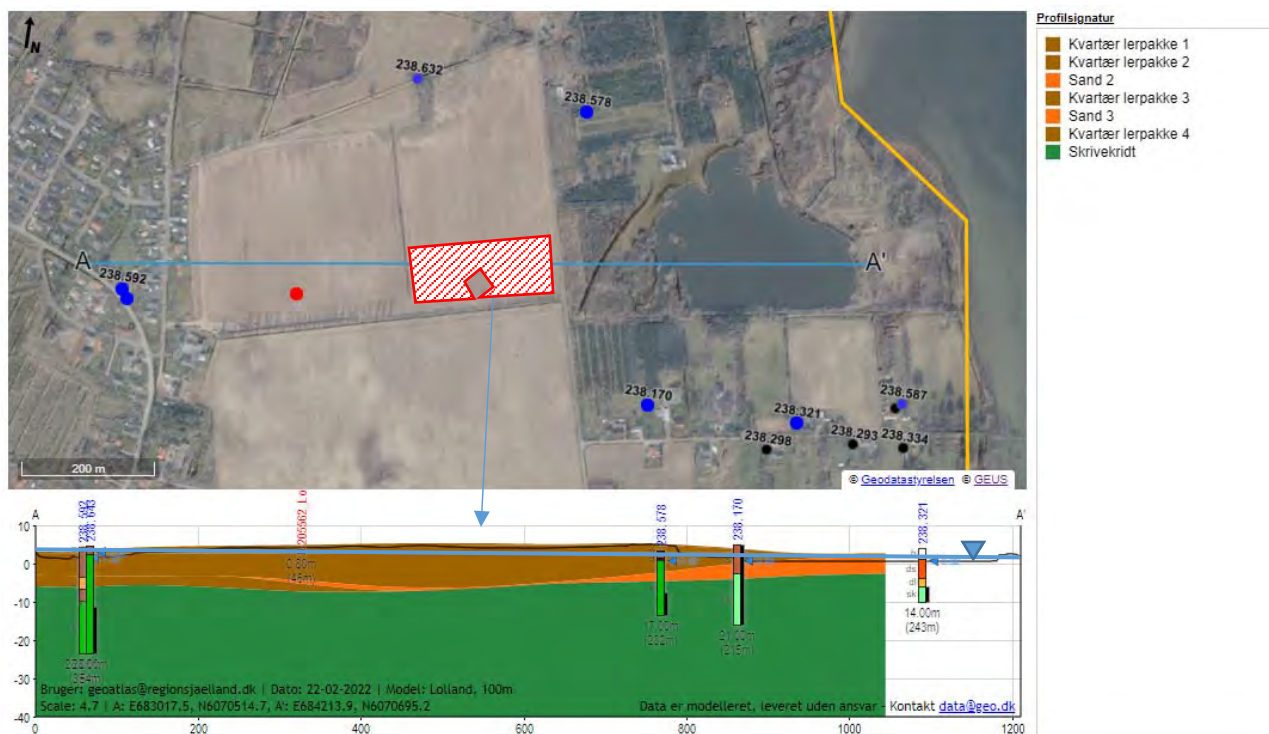 N
238.632
238.578
A
A'
238.592
238.170
238.321
238.587
238.298
238.293
238.334
200 m
© Geodatastyrelsen © GEUS
Profilsignatur
Kvartær lerpakke 1
Kvartær lerpakke 2
Sand 2
Kvartær lerpakke 3
Sand 3
Kvartær lerpakke 4
Skrivekridt
A
A'
238.592
238.643
238.578
238.170
238.321
10
0
-10
-20
-30
-40
0.80m
(48m)
ds
dl
sk
14.00m
(243m)
17.00m
(232m)
21.00m
(215m)
Bruger: geoatlas@regionsjaelland.dk | Dato: 22-02-2022 | Model: Lolland, 100m
Scale: 4.7 | A: E683017.5, N6070514.7, A': E684213.9, N6070695.2
Data er modelleret, leveret uden ansvar - Kontakt data@geo.dk
0
200
400
600
800
1000
1200